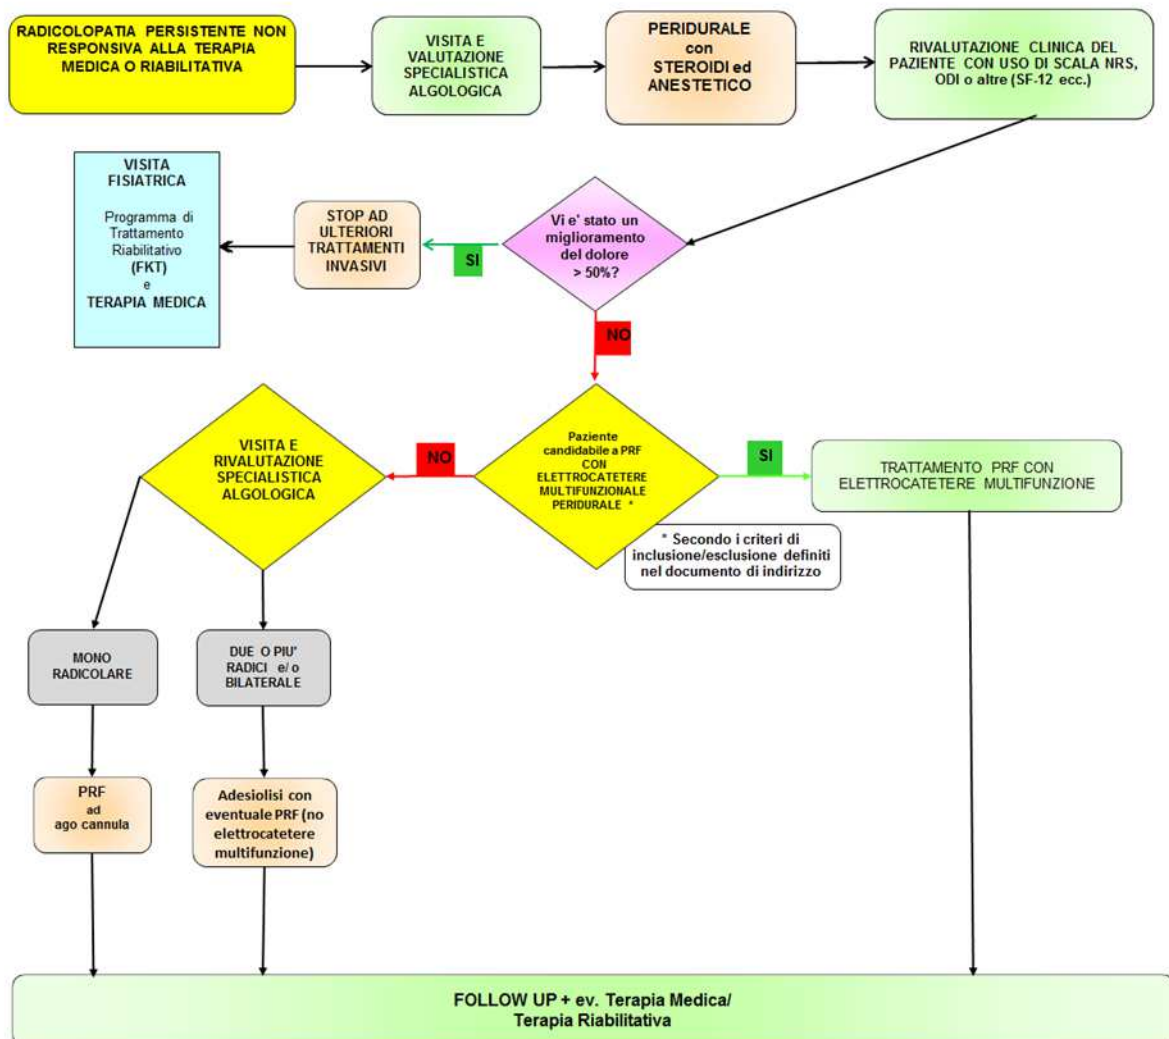 RADICOLOPATIA PERSISTENTE NON
RESPONSIVA ALLA TERAPIA
MEDICA O RIABILITATIVA
VISITA E
VALUTAZIONE
SPECIALISTICA
ALGOLOGICA
PERIDURALE
con
STEROIDI ed
ANESTETICO
RIVALUTAZIONE CLINICA DEL
PAZIENTE CON USO DI SCALA NRS,
ODI o altre (SF-12 ecc.)
VISITA
FISIATRICA
Programma di
Trattamento
Riabilitativo
(FKT)
e
TERAPIA MEDICA
STOP AD
ULTERIORI
TRATTAMENTI
INVASIVI
SI
Vi e' stato un
miglioramento
del dolore
> 50%?
NO
VISITA E
RIVALUTAZIONE
SPECIALISTICA
ALGOLOGICA
NO
Paziente
candidabile a PRF
CON
ELETTROCATETERE
MULTIFUNZIONALE
PERIDURALE *
SI
TRATTAMENTO PRF CON
ELETTROCATETERE MULTIFUNZIONE
* Secondo i criteri di
inclusione/esclusione definiti
nel documento di indirizzo
MONO
RADICOLARE
DUE O PIU'
RADICI e/o
BILATERALE
PRF
ad
ago cannula
Adesiolisi con
eventuale PRF (no
elettrocatetere
multifunzione)
FOLLOW UP + ev. Terapia Medica/
Terapia Riabilitativa